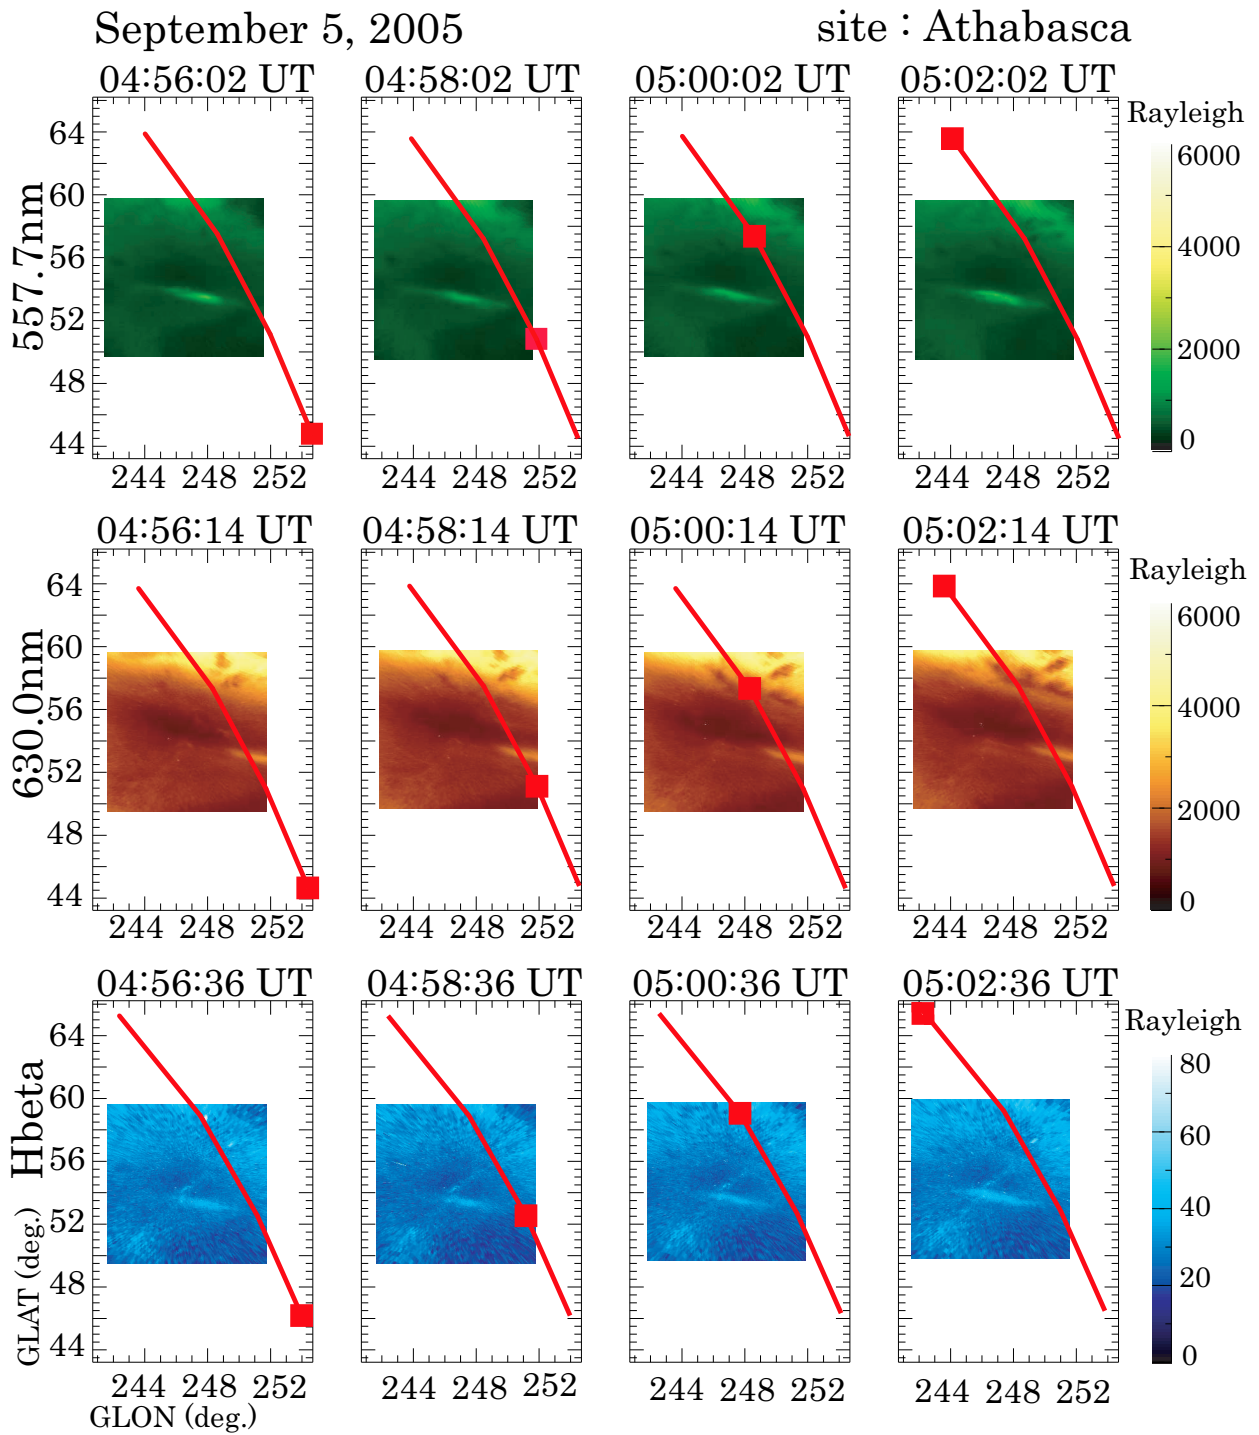 September 5, 2005 site : Athabasca
04:56:02 UT 04:58:02 UT 05:00:02 UT 05:02:02 UT
Rayleigh
557.7nm
64
60
56
52
48
44
6000
4000
2000
0
244 248 252 244 248 252 244 248 252 244 248 252
04:56:14 UT 04:58:14 UT 05:00:14 UT 05:02:14 UT
Rayleigh
630.0nm
64
60
56
52
48
44
6000
4000
2000
0
244 248 252 244 248 252 244 248 252 244 248 252
04:56:36 UT 04:58:36 UT 05:00:36 UT 05:02:36 UT
Rayleigh
Hbeta
GLAT (deg.)
64
60
56
52
48
44
80
60
40
20
0
244 248 252 244 248 252 244 248 252 244 248 252
GLON (deg.)